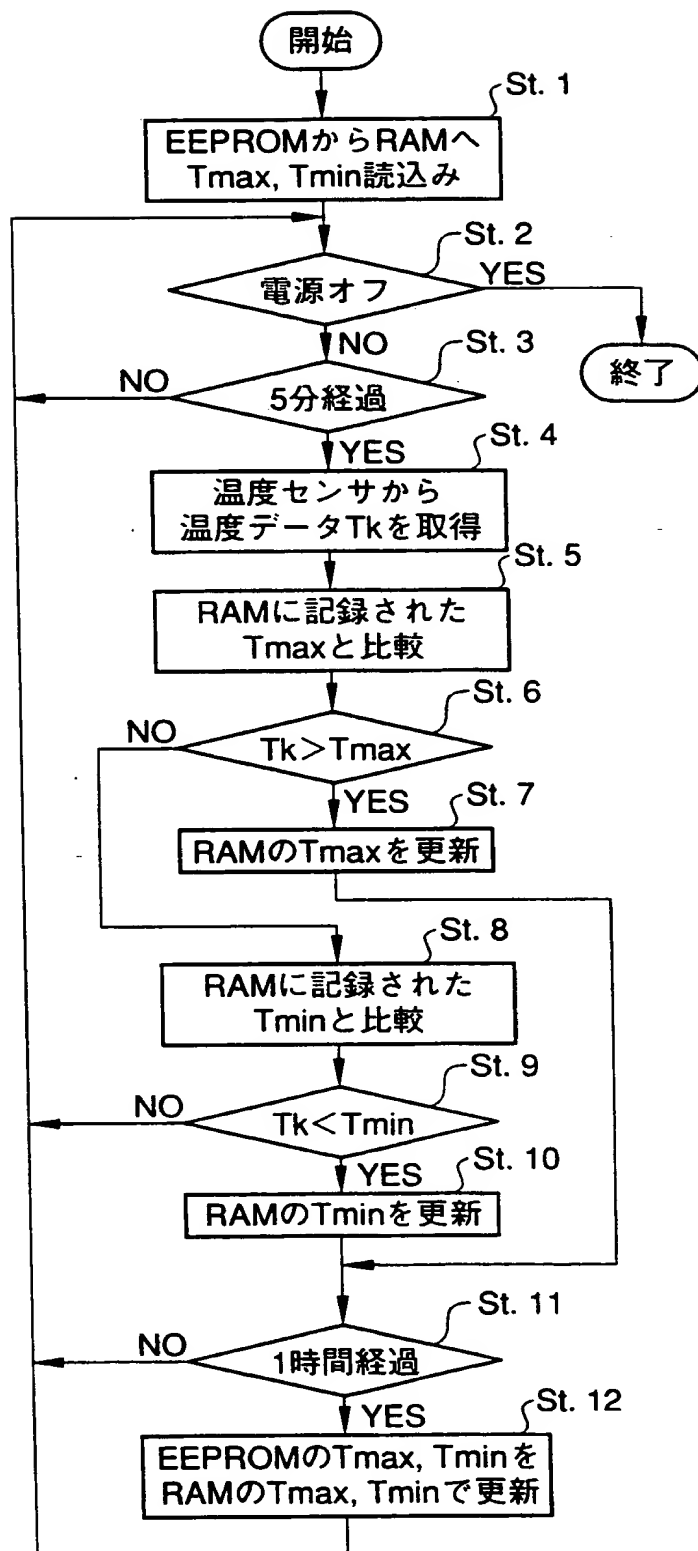 開始
St. 1
EEPROMからRAMへ
Tmax, Tmin読込み
St. 2
電源オフ
YES
NO
終了
St. 3
NO
5分経過
YES
St. 4
温度センサから
温度データTkを取得
St. 5
RAMに記録された
Tmaxと比較
St. 6
NO
Tk>Tmax
YES
St. 7
RAMのTmaxを更新
St. 8
RAMに記録された
Tminと比較
St. 9
NO
Tk<Tmin
YES
St. 10
RAMのTminを更新
St. 11
NO
1時間経過
YES
St. 12
EEPROMのTmax, Tminを
RAMのTmax, Tminで更新